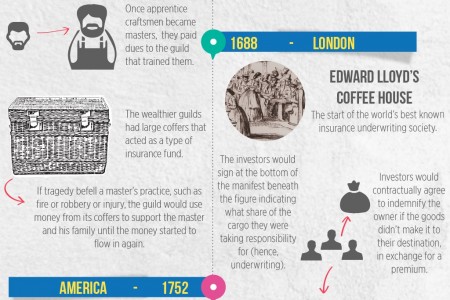 Once apprentice
craftsmen became
masters, they paid
dues to the guild
that trained them.
The wealthier guilds
had large coffers that
acted as a type of
insurance fund.
If tragedy befell a master's practice, such as
fire or robbery or injury, the guild would use
money from its coffers to support the master
and his family until the money started to
flow in again.
1688 - LONDON
EDWARD LLOYD'S
COFFEE HOUSE
The start of the world's best known
insurance underwriting society.
The investors would
sign at the bottom of
the manifest beneath
the figure indicating
what share of the
cargo they were
taking responsibility
for (hence,
underwriting).
Investors would
contractually agree
to indemnify the
owner if the goods
didn't make it to
their destination,
in exchange for a
premium.
AMERICA - 1752